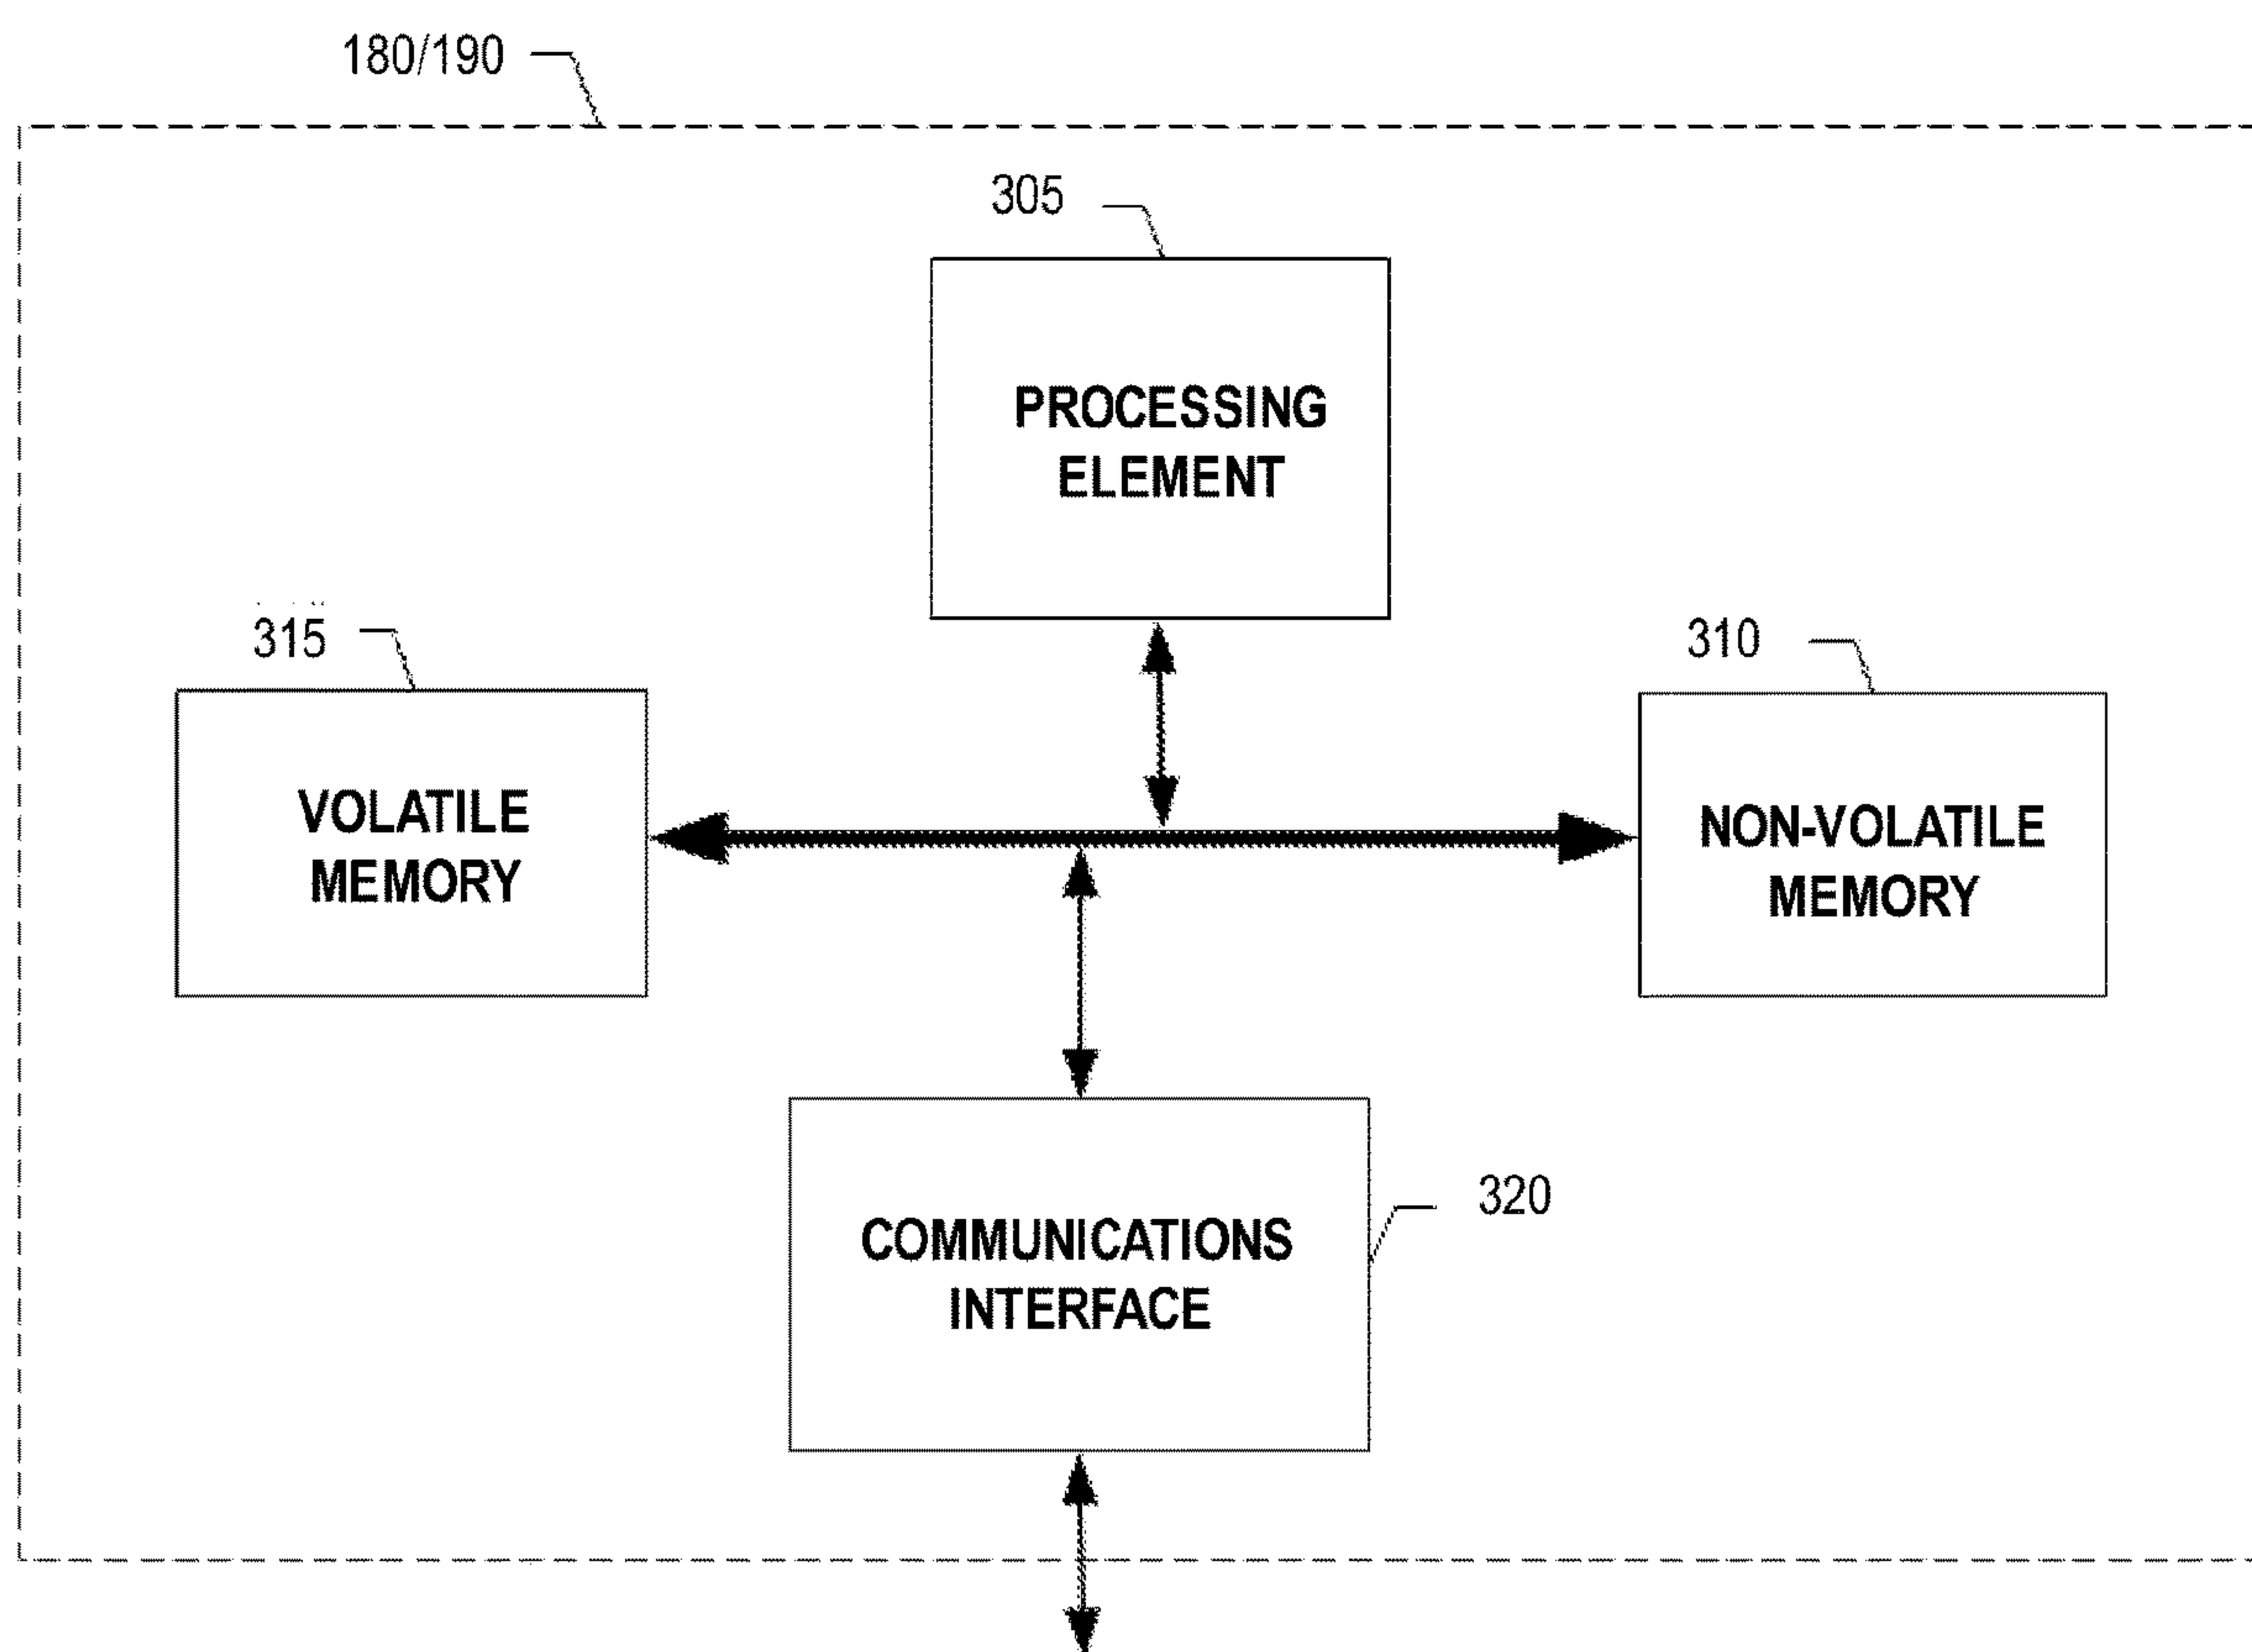 180/190
305
PROCESSING
ELEMENT
315
310
VOLATILE
MEMORY
NON-VOLATILE
MEMORY
320
COMMUNICATIONS
INTERFACE